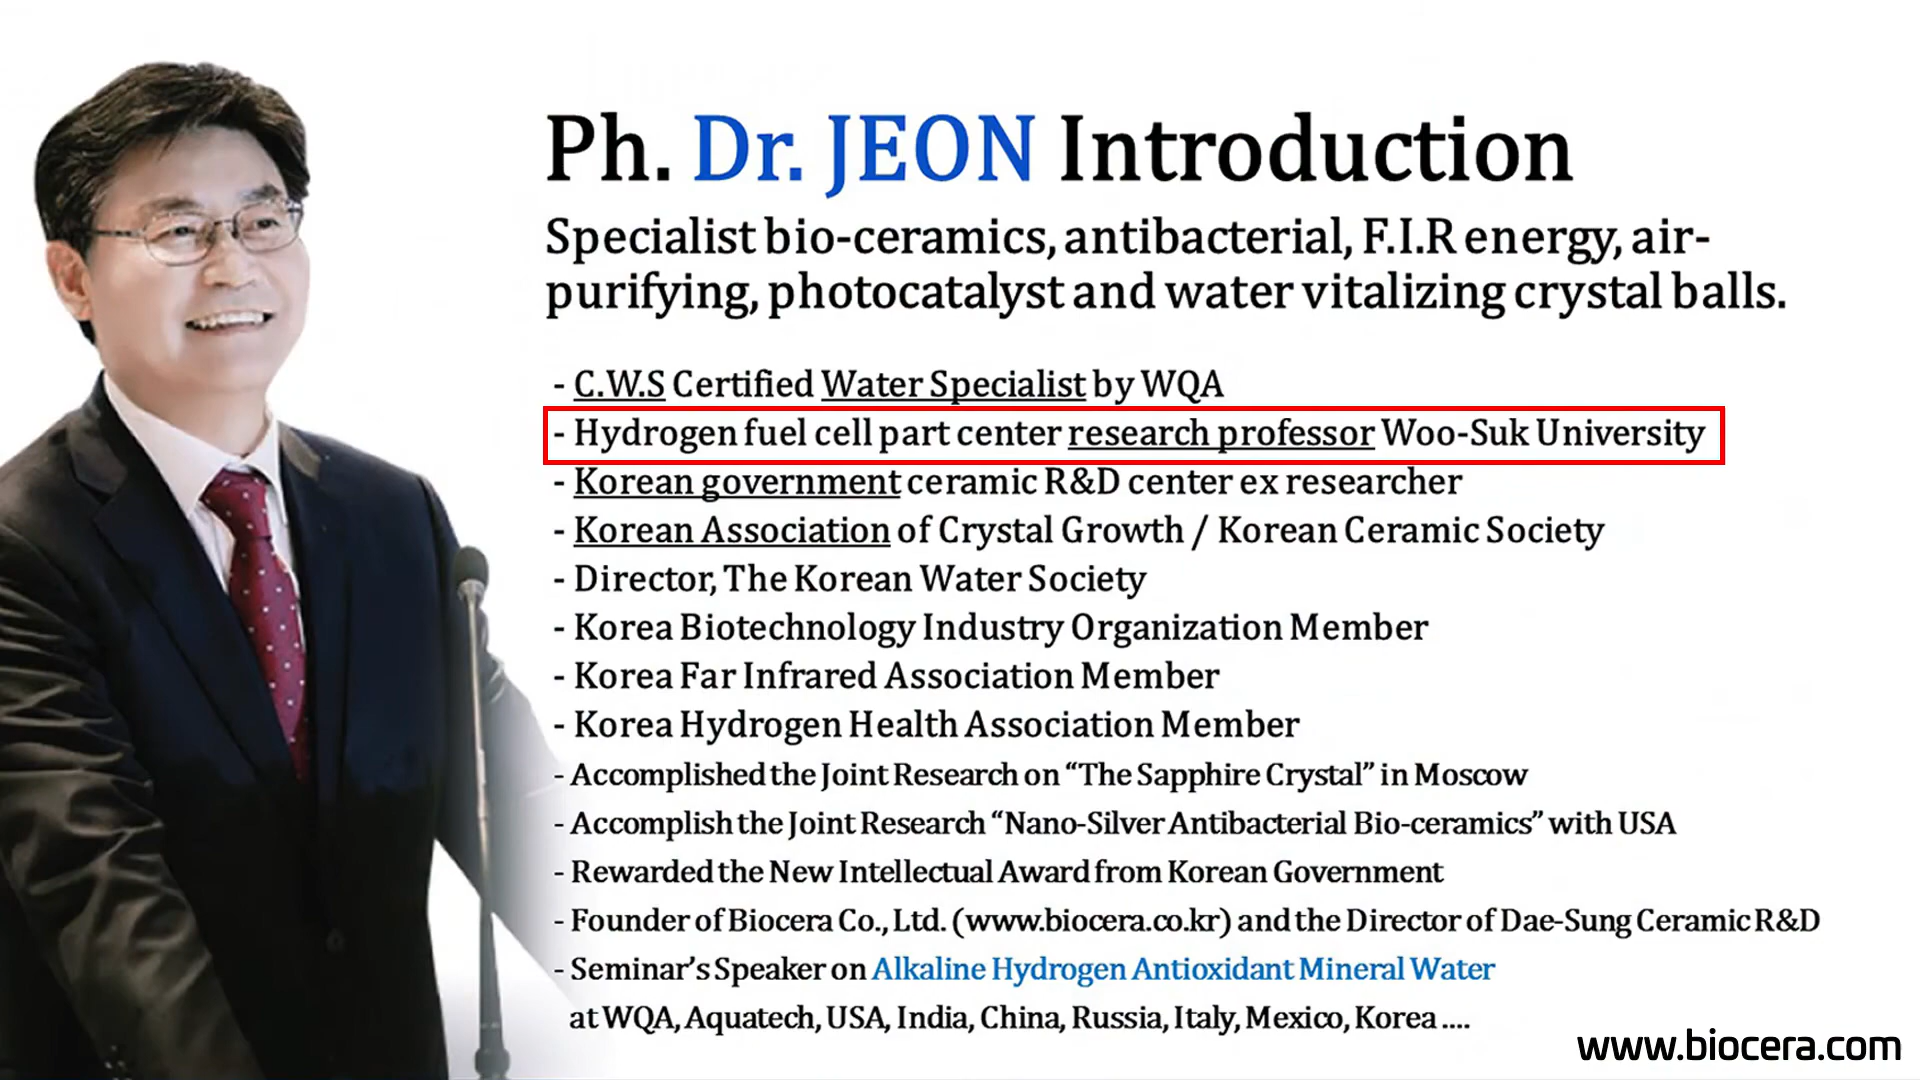 Ph. Dr. JEON Introduction
Specialist bio-ceramics, antibacterial, F.I.R energy, air-
purifying, photocatalyst and water vitalizing crystal balls.
- C.W.S Certified Water Specialist by WQA
- Hydrogen fuel cell part center research professor Woo-Suk University
- Korean government ceramic R&D center ex researcher
- Korean Association of Crystal Growth / Korean Ceramic Society
- Director, The Korean Water Society
- Korea Biotechnology Industry Organization Member
- Korea Far Infrared Association Member
- Korea Hydrogen Health Association Member
- Accomplished the Joint Research on “The Sapphire Crystal” in Moscow
- Accomplish the Joint Research “Nano-Silver Antibacterial Bio-ceramics” with USA
- Rewarded the New Intellectual Award from Korean Government
- Founder of Biocera Co., Ltd. (www.biocera.co.kr) and the Director of Dae-Sung Ceramic R&D
- Seminar’s Speaker on Alkaline Hydrogen Antioxidant Mineral Water
at WQA, Aquatech, USA, India, China, Russia, Italy, Mexico, Korea ....
www.biocera.com